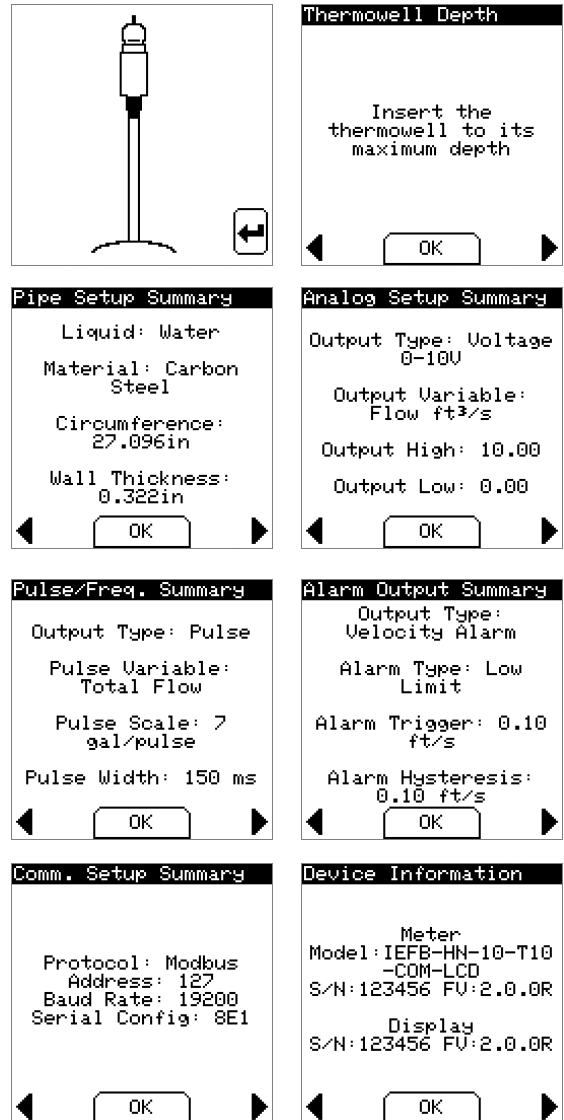 Thermowell Depth
Insert the
thermowell to its
maximum depth
OK
Pipe Setup Summary
Liquid: Water
Material: Carbon
Steel
Circumference:
27.096in
Wall Thickness:
0.322in
OK
Analog Setup Summary
Output Type: Voltage
0-10V
Output Variable:
Flow ft³/s
Output High: 10.00
Output Low: 0.00
OK
Pulse/Freq. Summary
Output Type: Pulse
Pulse Variable:
Total Flow
Pulse Scale: 7
gal/pulse
Pulse Width: 150 ms
OK
Alarm Output Summary
Output Type:
Velocity Alarm
Alarm Type: Low
Limit
Alarm Trigger: 0.10
ft/s
Alarm Hysteresis:
0.10 ft/s
OK
Comm. Setup Summary
Protocol: Modbus
Address: 127
Baud Rate: 19200
Serial Config: 8E1
OK
Device Information
Meter
Model:IEFB-HN-10-T10
-COM-LCD
S/N:123456 FV:2.0.0R
Display
S/N:123456 FV:2.0.0R
OK